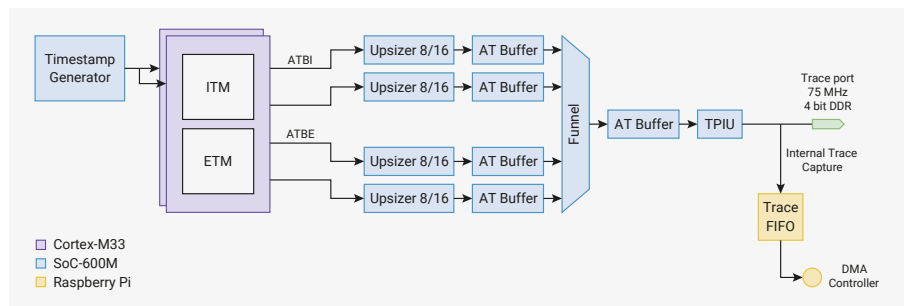 Timestamp
Generator
ITM
ETM
ATBI
ATBE
Upsizer 8/16
AT Buffer
Upsizer 8/16
AT Buffer
Upsizer 8/16
AT Buffer
Upsizer 8/16
AT Buffer
Funnel
AT Buffer
TPIU
Trace port
75 MHz
4 bit DDR
Internal Trace
Capture
Trace
FIFO
DMA
Controller
Cortex-M33
SoC-600M
Raspberry Pi